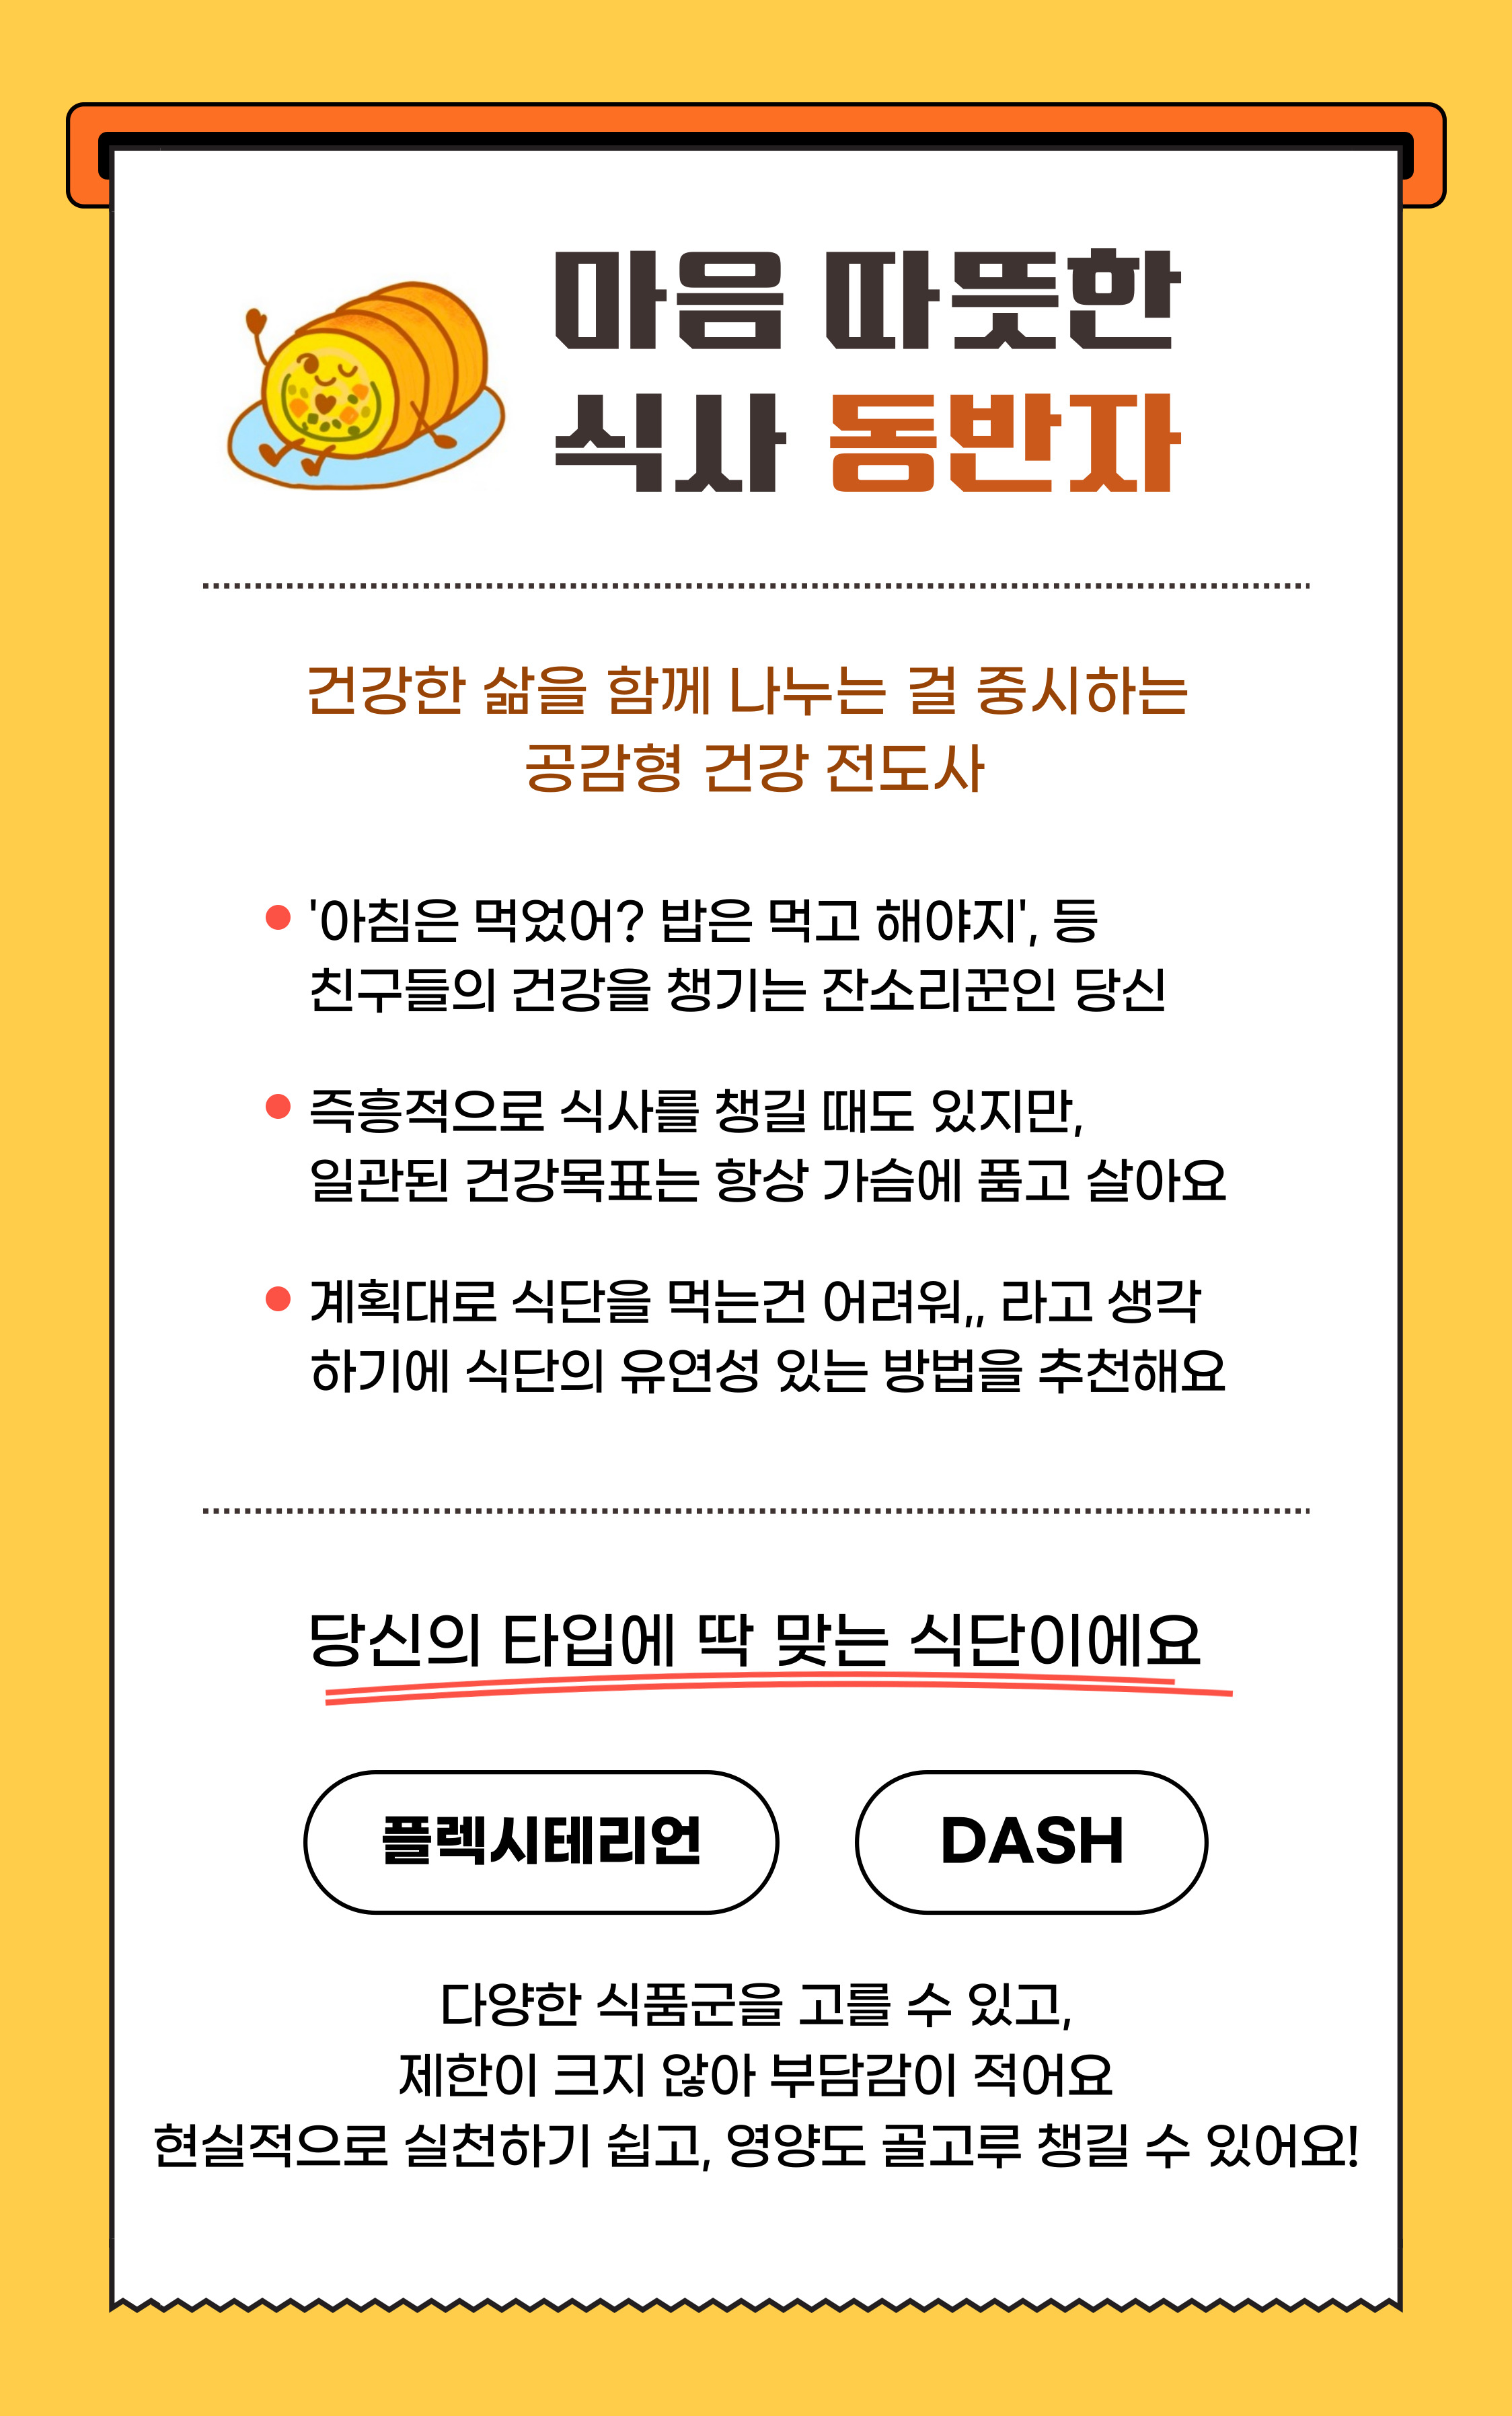 마음 따뜻한
식사 동반자
건강한 삶을 함께 나누는 걸 중시하는
공감형 건강 전도사
'아침은 먹었어? 밥은 먹고 해야지', 등
친구들의 건강을 챙기는 잔소리꾼인 당신
즉흥적으로 식사를 챙길 때도 있지만,
일관된 건강목표는 항상 가슴에 품고 살아요
계획대로 식단을 먹는건 어려워,, 라고 생각
하기에 식단의 유연성 있는 방법을 추천해요
당신의 타입에 딱 맞는 식단이에요
플렉시테리언
DASH
다양한 식품군을 고를 수 있고,
제한이 크지 않아 부담감이 적어요
현실적으로 실천하기 쉽고, 영양도 골고루 챙길 수 있어요!